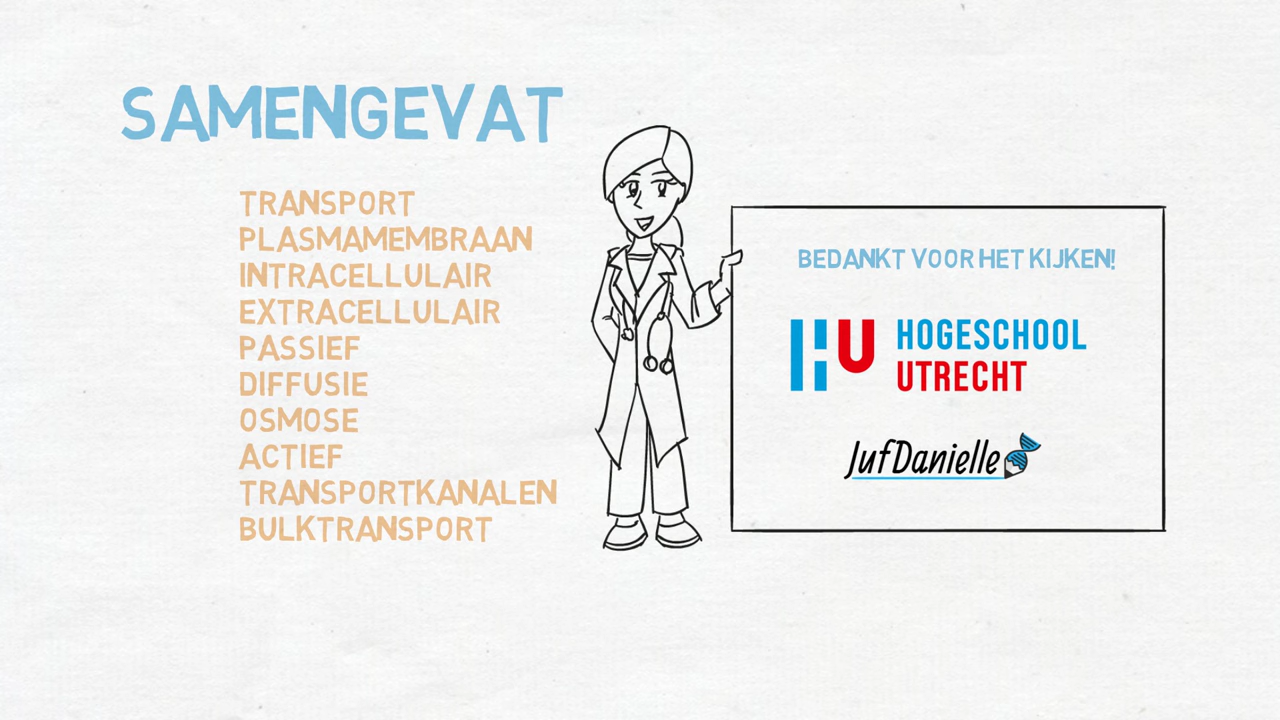 SAMENGEVAT
TRANSPORT
PLASMAMEMBRAAN
INTRACELLULAIR
EXTRACELLULAIR
PASSIEF
DIFFUSIE
OSMOSE
ACTIEF
TRANSPORTKANALEN
BULKTRANSPORT
BEDANKT VOOR HET KIJKEN!
HU HOGESCHOOL
UTRECHT
JufDanielle